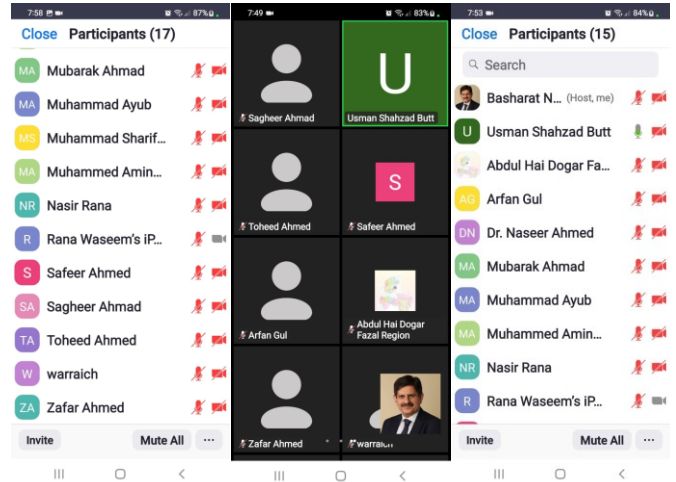 7:58
87%
Close Participants (17)
MA Mubarak Ahmad
MA Muhammad Ayub
MS Muhammad Sharif...
MA Muhammed Amin...
NR Nasir Rana
R Rana Waseem's iP...
S Safeer Ahmed
SA Sagheer Ahmad
TA Toheed Ahmed
W warraich
ZA Zafar Ahmed
Invite Mute All ...
7:49
83%
U
Sagheer Ahmad
Usman Shahzad Butt
S
Toheed Ahmed
Safeer Ahmed
Arfan Gul
Abdul Hai Dogar
Fazal Region
Zafar Ahmed
warraich
7:53
84%
Close Participants (15)
Search
Basharat N... (Host, me)
U Usman Shahzad Butt
Abdul Hai Dogar Fa...
AG Arfan Gul
DN Dr. Naseer Ahmed
MA Mubarak Ahmad
MA Muhammad Ayub
MA Muhammed Amin...
NR Nasir Rana
R Rana Waseem's iP...
Invite Mute All ...